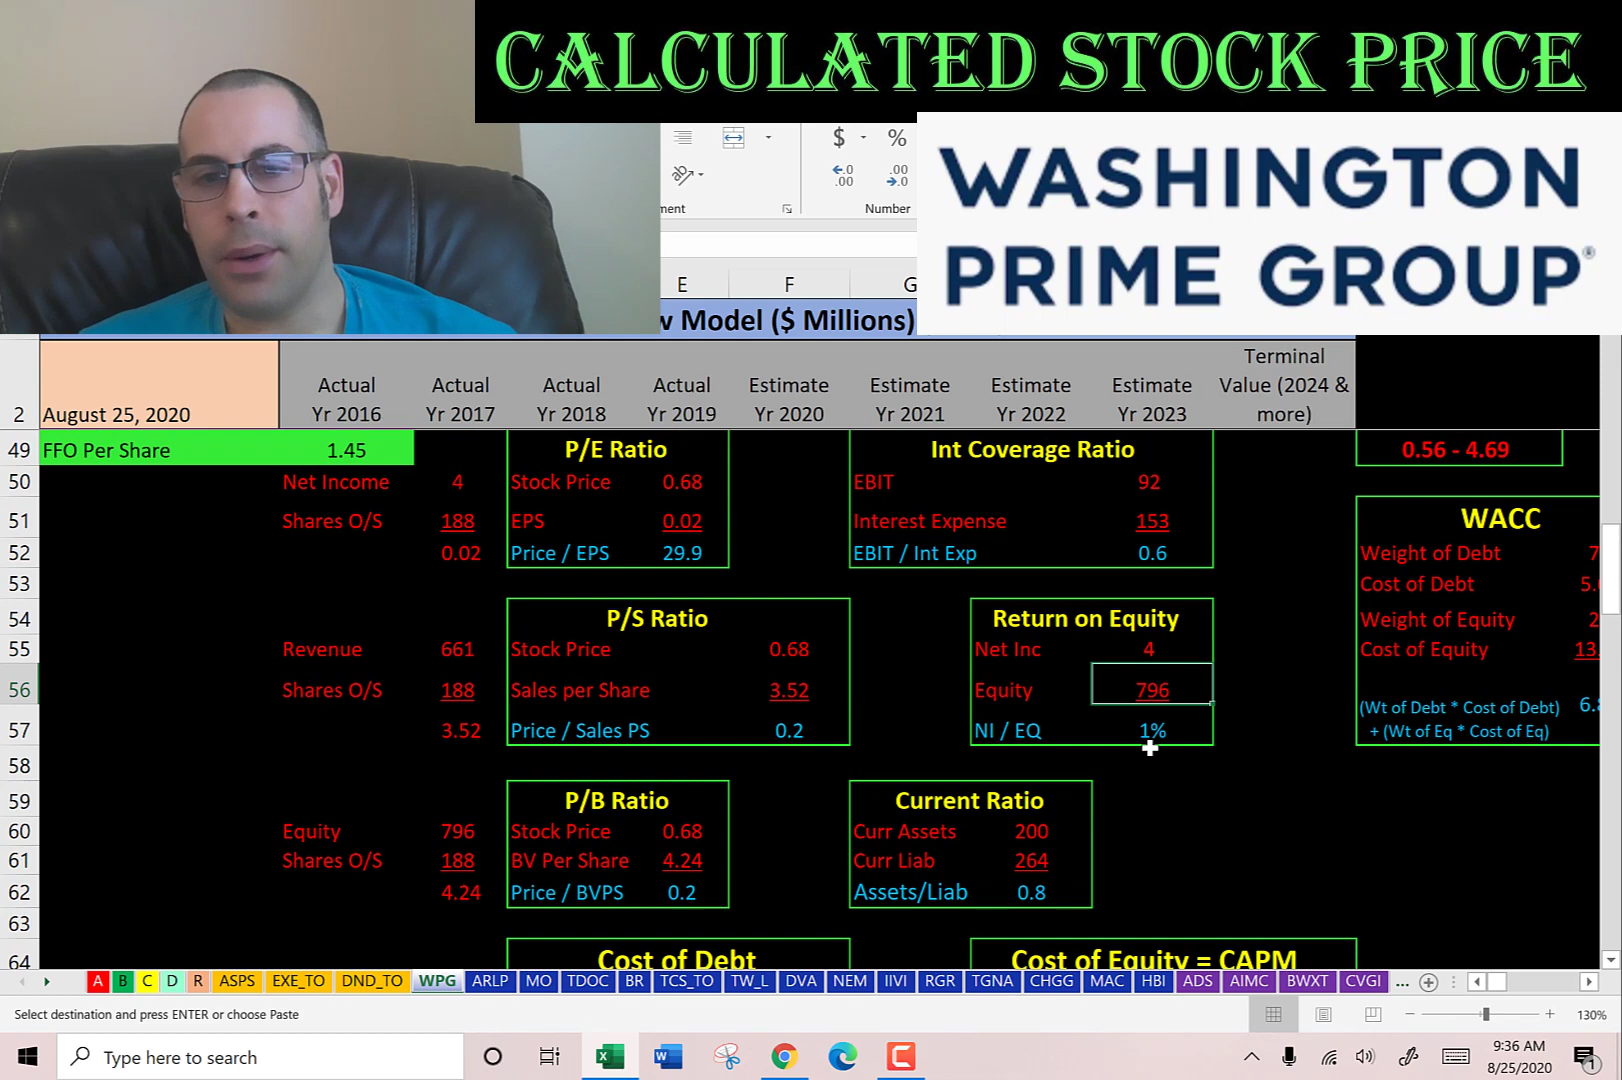 CALCULATED STOCK PRICE
WASHINGTON
PRIME GROUP®
$ %
.00
.00
ment
Number
E F G
v Model ($ Millions)
2 August 25, 2020 Actual Yr 2016 Actual Yr 2017 Actual Yr 2018 Actual Yr 2019 Estimate Yr 2020 Estimate Yr 2021 Estimate Yr 2022 Estimate Yr 2023 Terminal Value (2024 & more)
49 FFO Per Share 1.45 P/E Ratio Int Coverage Ratio 0.56 - 4.69
50 Net Income 4 Stock Price 0.68 EBIT 92
51 Shares O/S 188 EPS 0.02 Interest Expense 153 WACC
52 0.02 Price / EPS 29.9 EBIT / Int Exp 0.6 Weight of Debt 7
53 Cost of Debt 5.
54 P/S Ratio Return on Equity Weight of Equity 2
55 Revenue 661 Stock Price 0.68 Net Inc 4 Cost of Equity 13.
56 Shares O/S 188 Sales per Share 3.52 Equity 796 (Wt of Debt * Cost of Debt) 6.
57 3.52 Price / Sales PS 0.2 NI / EQ 1% + (Wt of Eq * Cost of Eq)
58
59 P/B Ratio Current Ratio
60 Equity 796 Stock Price 0.68 Curr Assets 200
61 Shares O/S 188 BV Per Share 4.24 Curr Liab 264
62 4.24 Price / BVPS 0.2 Assets/Liab 0.8
63
64 Cost of Debt Cost of Equity = CAPM
A B C D R ASPS EXE_TO DND_TO WPG ARLP MO TDOC BR TCS_TO TW_L DVA NEM IIVI RGR TGNA CHGG MAC HBI ADS AIMC BWXT CVGI ...
Select destination and press ENTER or choose Paste
130%
Type here to search
9:36 AM
8/25/2020
1